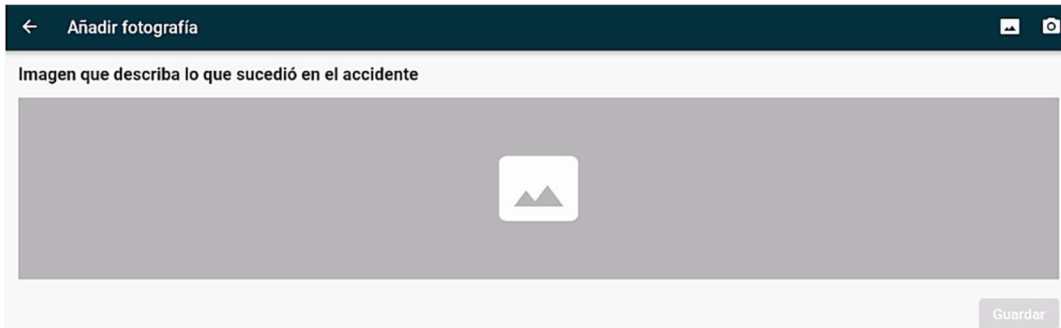 Añadir fotografía
Imagen que describa lo que sucedió en el accidente
Guardar